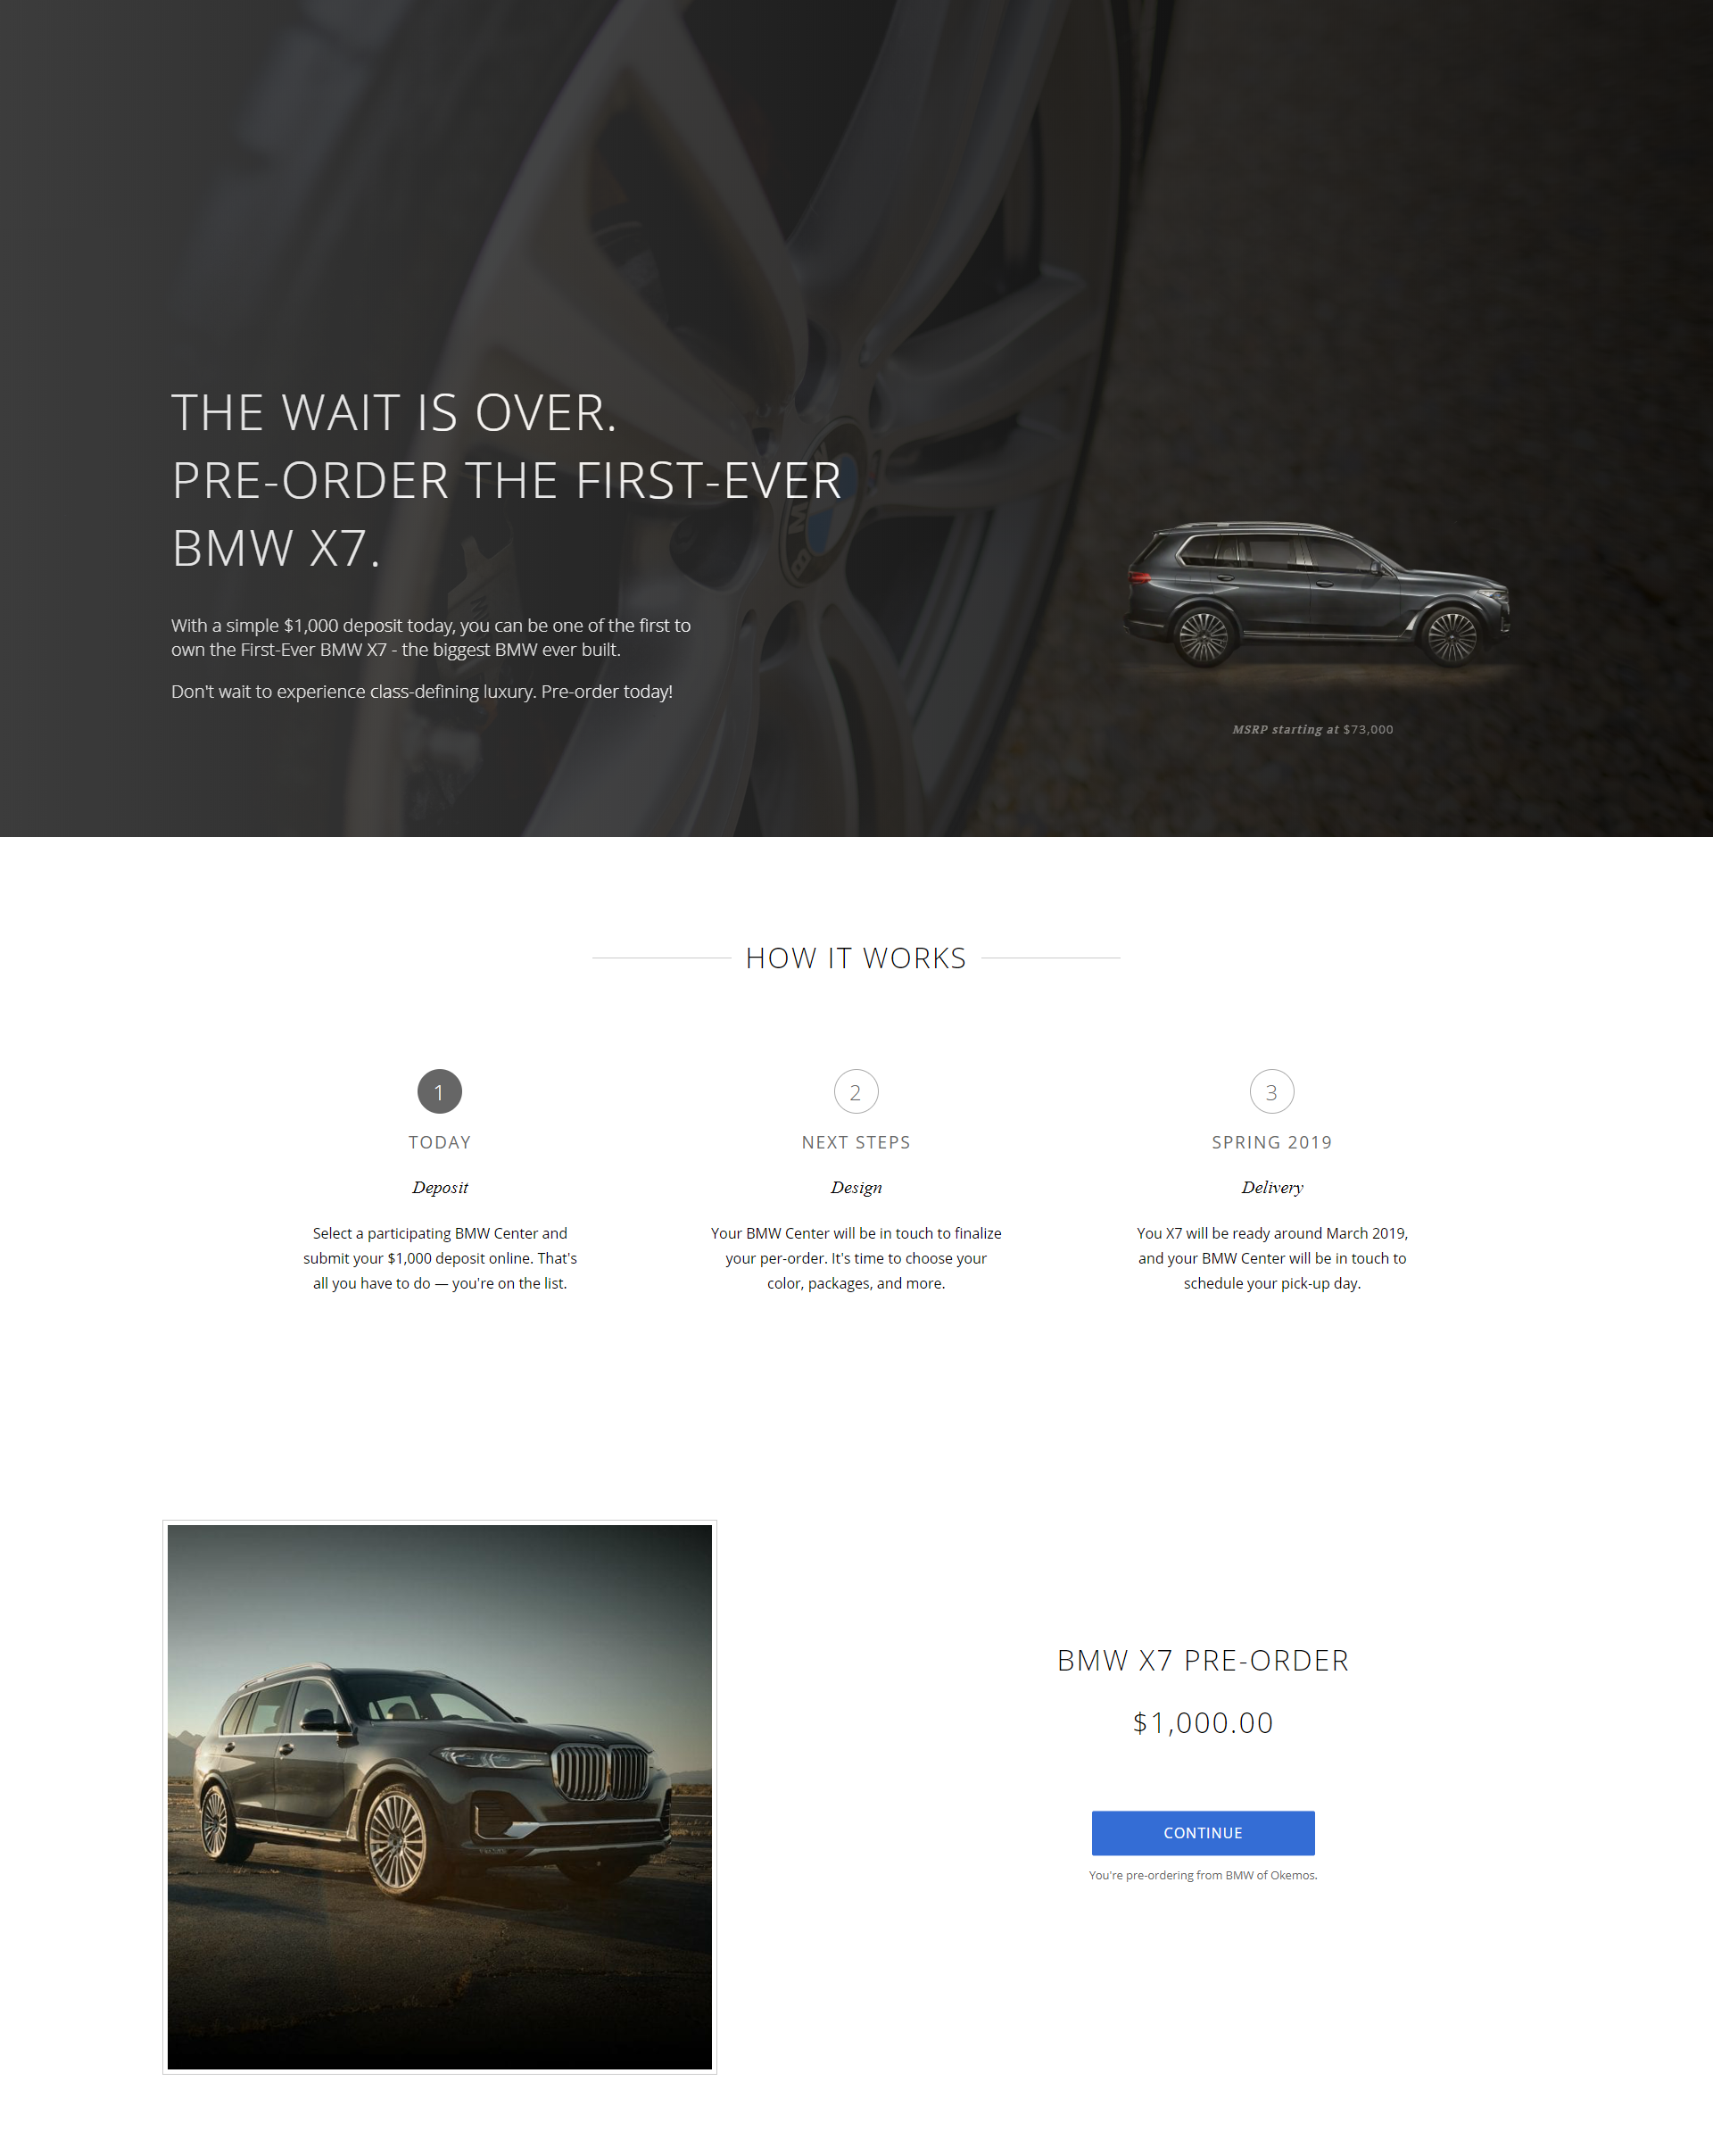 THE WAIT IS OVER.
PRE-ORDER THE FIRST-EVER
BMW X7.
With a simple $1,000 deposit today, you can be one of the first to
own the First-Ever BMW X7 - the biggest BMW ever built.
Don't wait to experience class-defining luxury. Pre-order today!
BMW
MSRP starting at $73,000
HOW IT WORKS
1
TODAY
Deposit
Select a participating BMW Center and
submit your $1,000 deposit online. That's
all you have to do — you're on the list.
2
NEXT STEPS
Design
Your BMW Center will be in touch to finalize
your per-order. It's time to choose your
color, packages, and more.
3
SPRING 2019
Delivery
You X7 will be ready around March 2019,
and your BMW Center will be in touch to
schedule your pick-up day.
BMW X7 PRE-ORDER
$1,000.00
CONTINUE
You're pre-ordering from BMW of Okemos.